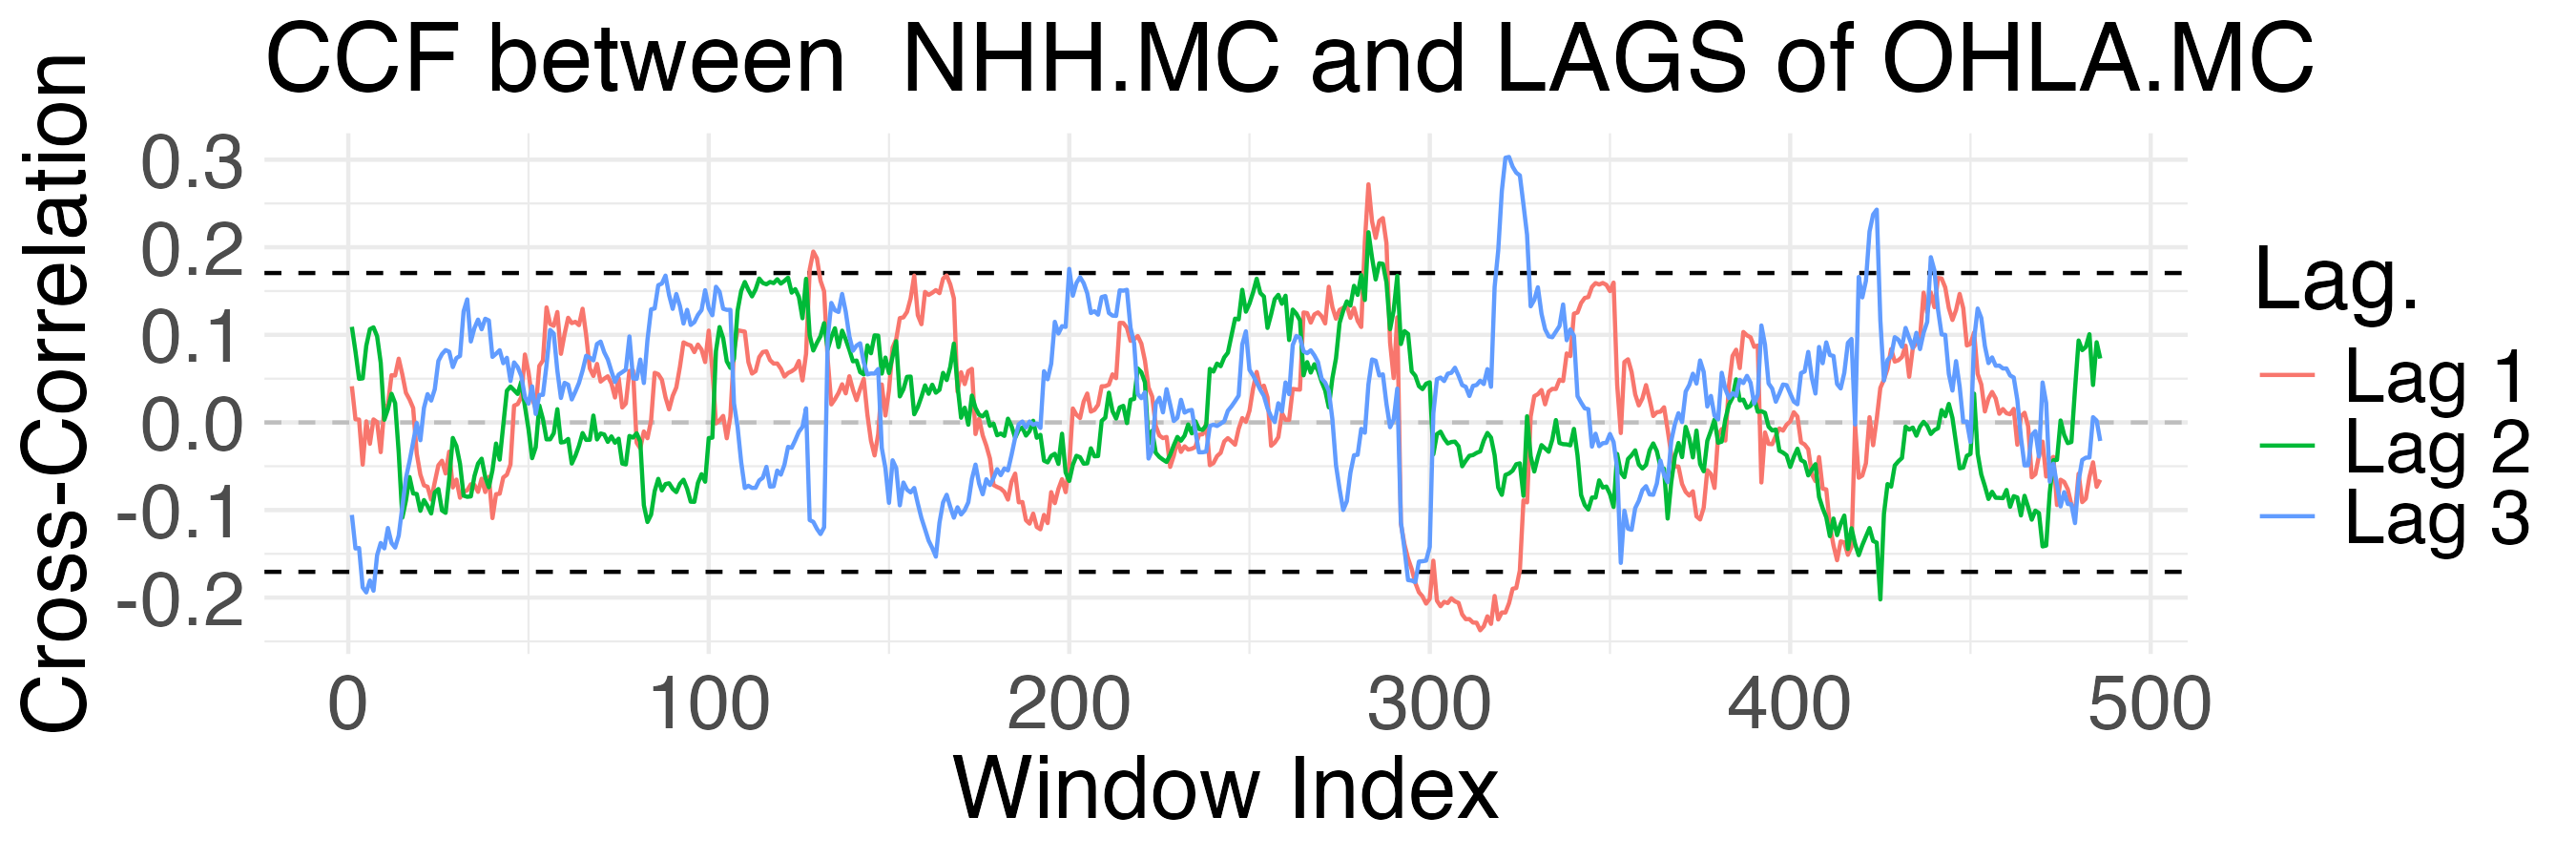 CCF between  NHH.MC and LAGS of OHLA.MC
Cross-Correlation
0.3
0.2
0.1
0.0
-0.1
-0.2
0 100 200 300 400 500
Window Index
Lag.
Lag 1
Lag 2
Lag 3